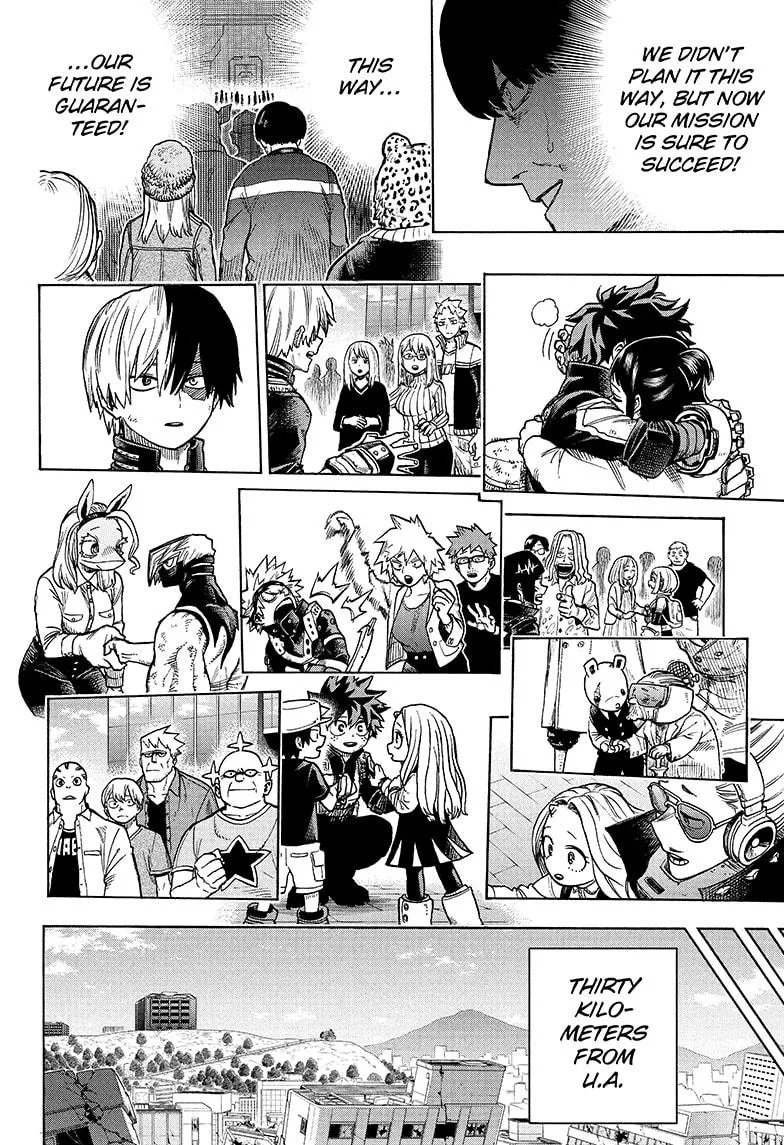 WE DIDN'T
PLAN IT THIS
WAY, BUT NOW
OUR MISSION
IS SURE TO
SUCCEED!
THIS
WAY...
...OUR
FUTURE IS
GUARAN-
TEED!
THIRTY
KILO-
METERS
FROM
U.A.